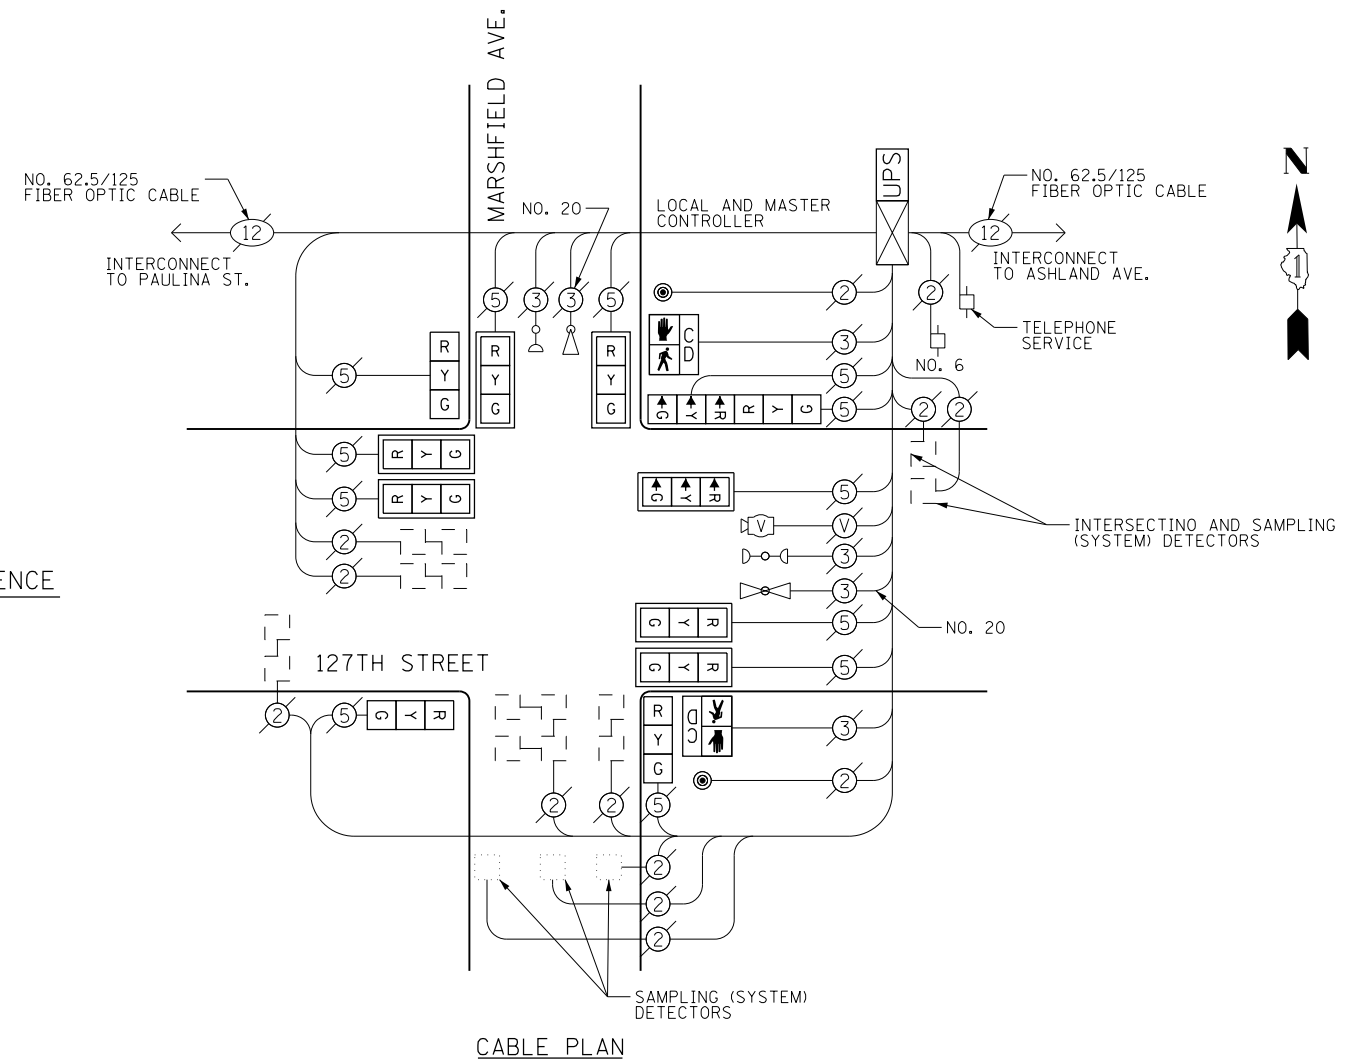 MARSHFIELD AVE.
NO. 62.5/125
FIBER OPTIC CABLE
12
INTERCONNECT
TO PAULINA ST.
NO. 20
LOCAL AND MASTER
CONTROLLER
UPS
NO. 62.5/125
FIBER OPTIC CABLE
12
INTERCONNECT
TO ASHLAND AVE.
N
1
5
3
3
5
2
2
TELEPHONE
SERVICE
NO. 6
C D
3
5
R
Y
G
R
Y
G
R
Y
G
5
G Y R R Y G
5
2
2
5
R Y G
5
R Y G
G Y R
5
V
V
INTERSECTINO AND SAMPLING
(SYSTEM) DETECTORS
2
3
2
3
ENCE
NO. 20
G Y R
5
127TH STREET
G Y R
5
2
5
G Y R
R
Y
G
C D
3
2
2
2
5
2
2
2
SAMPLING (SYSTEM)
DETECTORS
CABLE PLAN